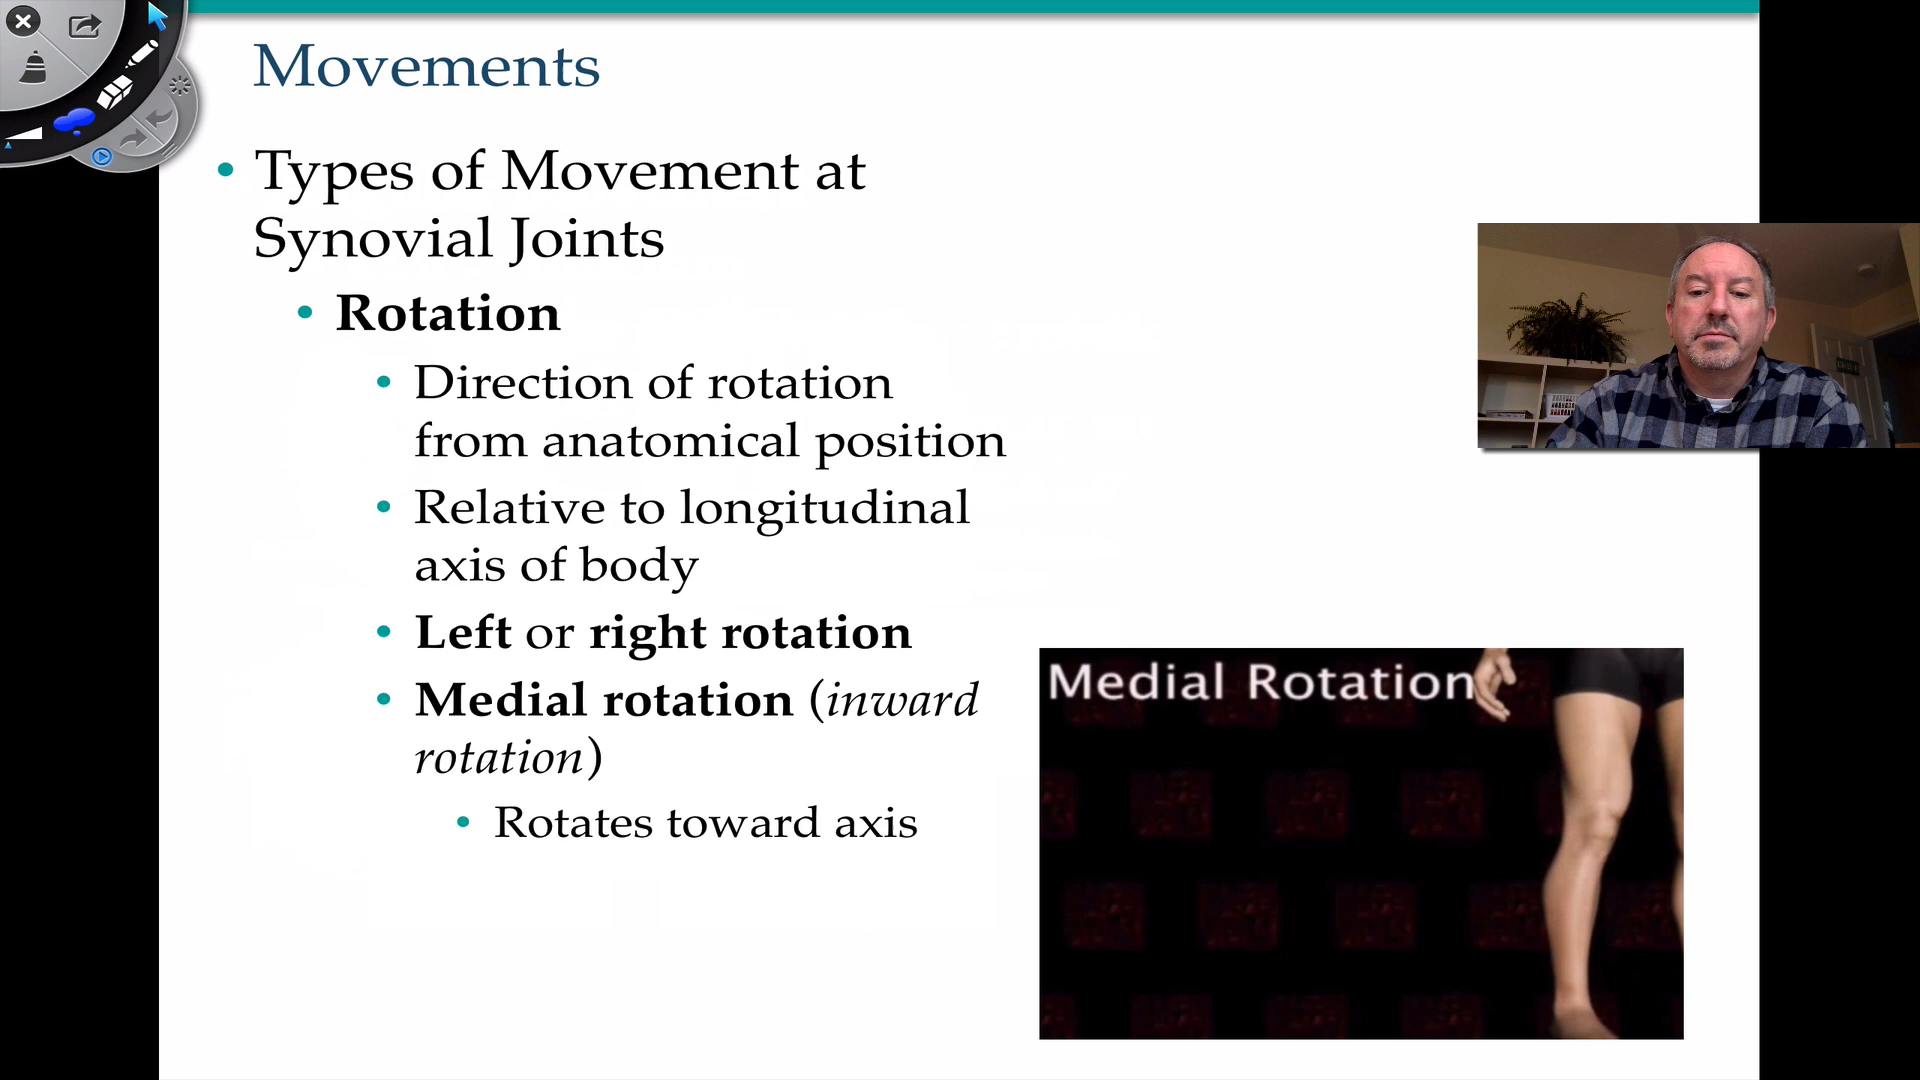 Movements
• Types of Movement at
Synovial Joints
• Rotation
• Direction of rotation
from anatomical position
• Relative to longitudinal
axis of body
• Left or right rotation
• Medial rotation (inward
rotation)
• Rotates toward axis
Medial Rotation